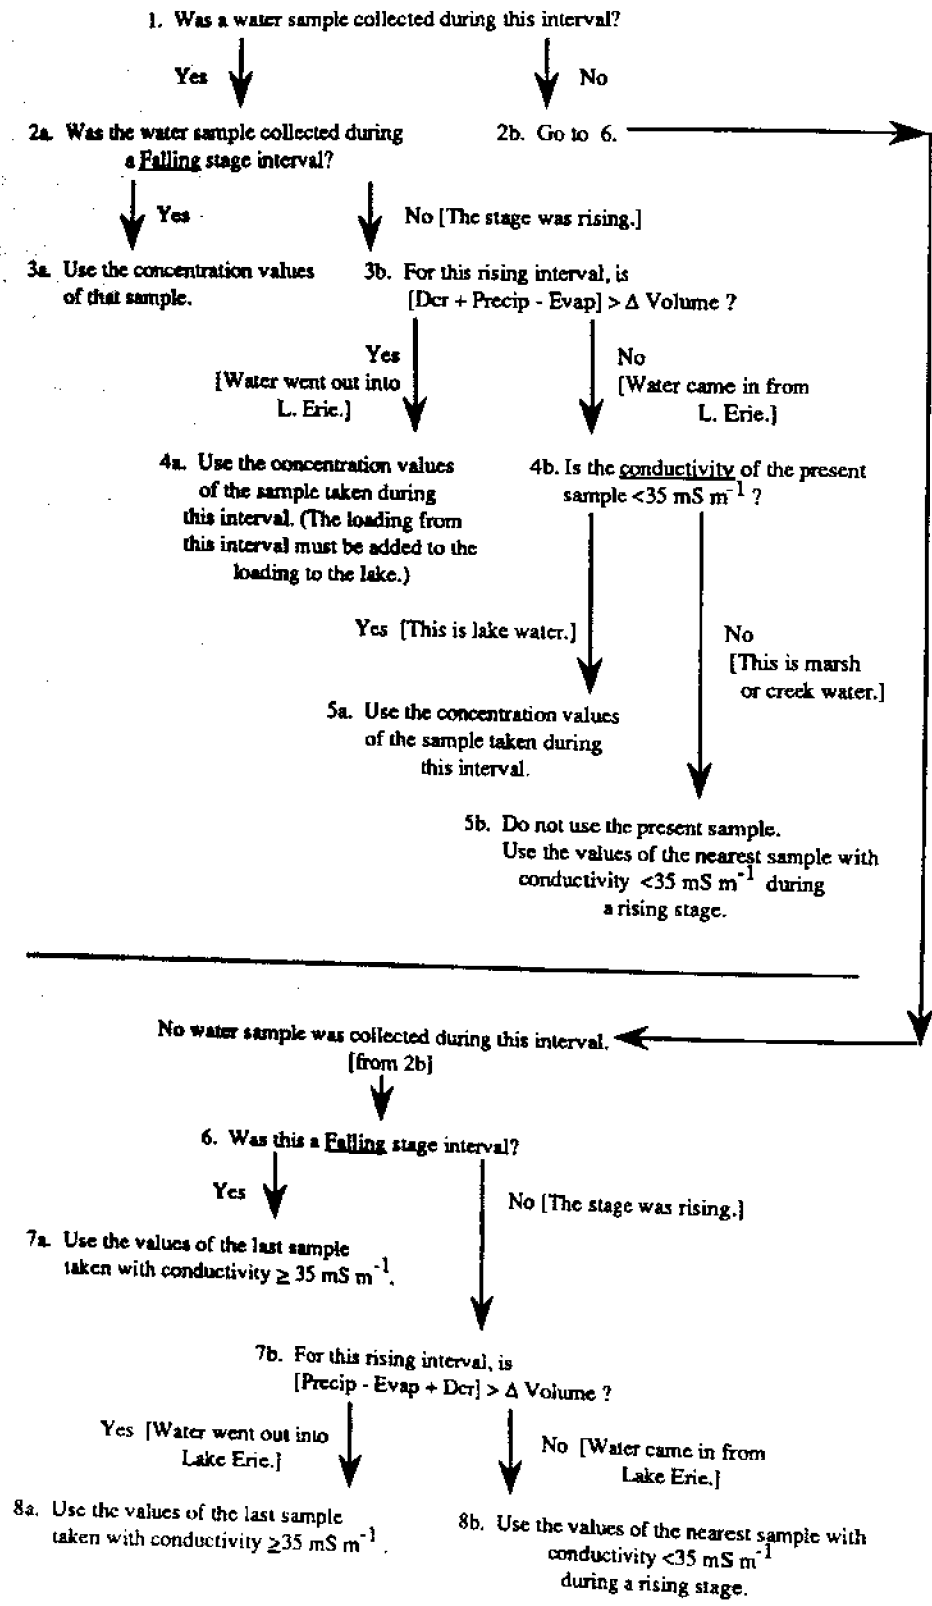 1. Was a water sample collected during this interval?
Yes
No
2a. Was the water sample collected during
a Falling stage interval?
2b. Go to 6.
Yes
No [The stage was rising.]
3a. Use the concentration values
of that sample.
3b. For this rising interval, is
[Dcr + Precip - Evap] > Δ Volume ?
Yes
[Water went out into
L. Erie.]
No
[Water came in from
L. Erie.]
4a. Use the concentration values
of the sample taken during
this interval. (The loading from
this interval must be added to the
loading to the lake.)
4b. Is the conductivity of the present
sample <35 mS m⁻¹ ?
Yes [This is lake water.]
No
[This is marsh
or creek water.]
5a. Use the concentration values
of the sample taken during
this interval.
5b. Do not use the present sample.
Use the values of the nearest sample with
conductivity <35 mS m⁻¹ during
a rising stage.
No water sample was collected during this interval.
[from 2b]
6. Was this a Falling stage interval?
Yes
No [The stage was rising.]
7a. Use the values of the last sample
taken with conductivity ≥ 35 mS m⁻¹.
7b. For this rising interval, is
[Precip - Evap + Dcr] > Δ Volume ?
Yes [Water went out into
Lake Erie.]
No [Water came in from
Lake Erie.]
8a. Use the values of the last sample
taken with conductivity ≥35 mS m⁻¹.
8b. Use the values of the nearest sample with
conductivity <35 mS m⁻¹
during a rising stage.